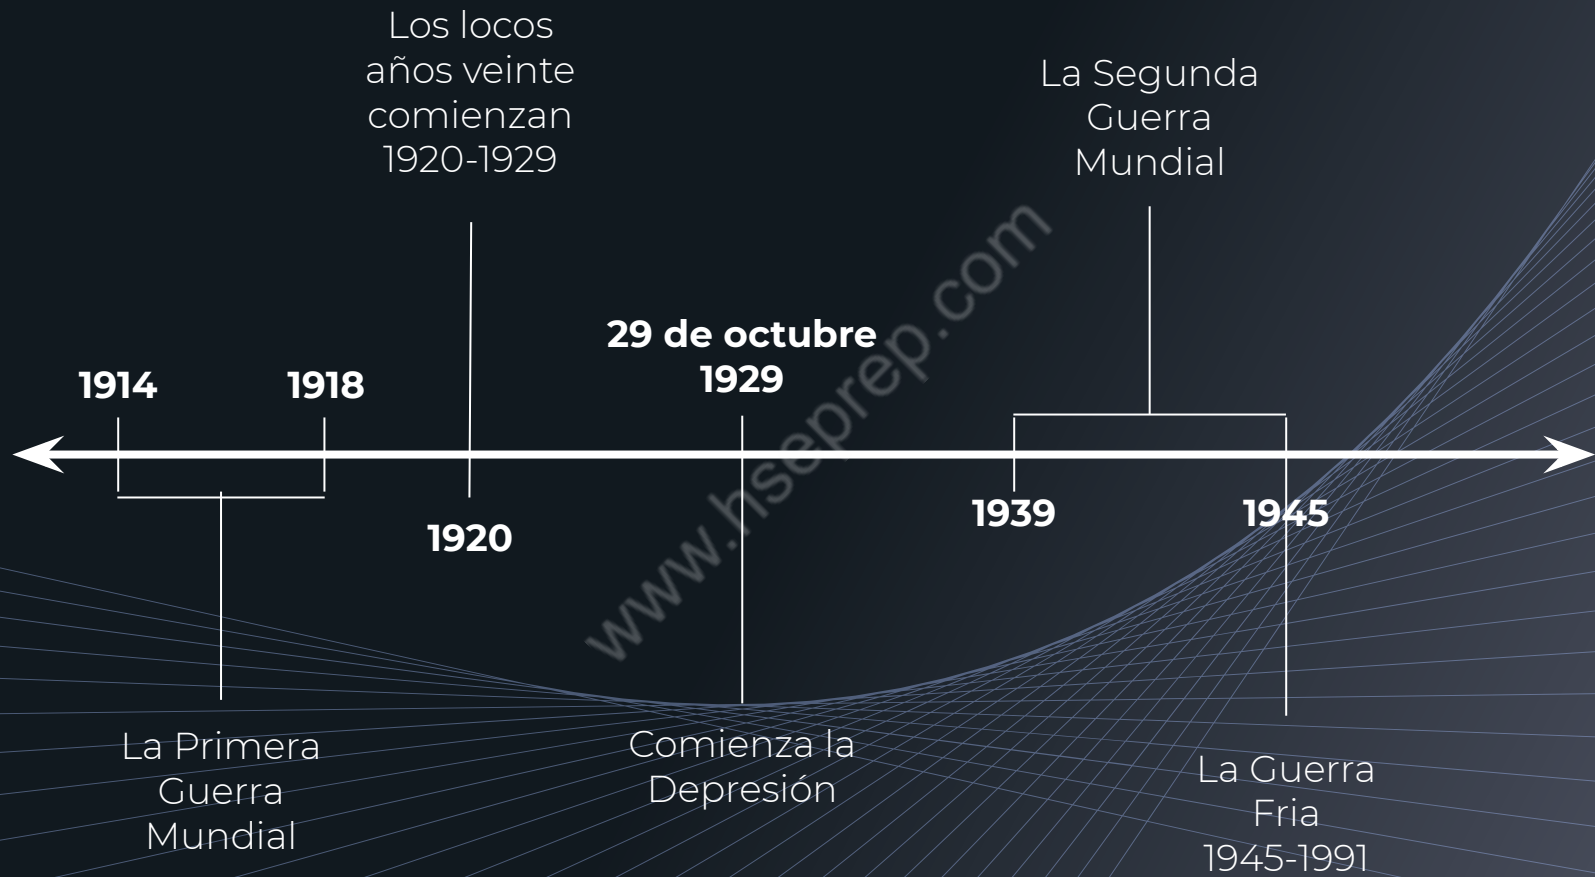 Los locos
años veinte
comienzan
1920-1929
La Segunda
Guerra
Mundial
29 de octubre
1929
1914
1918
1920
1939
1945
La Primera
Guerra
Mundial
Comienza la
Depresión
La Guerra
Fria
1945-1991
www.hseprep.com